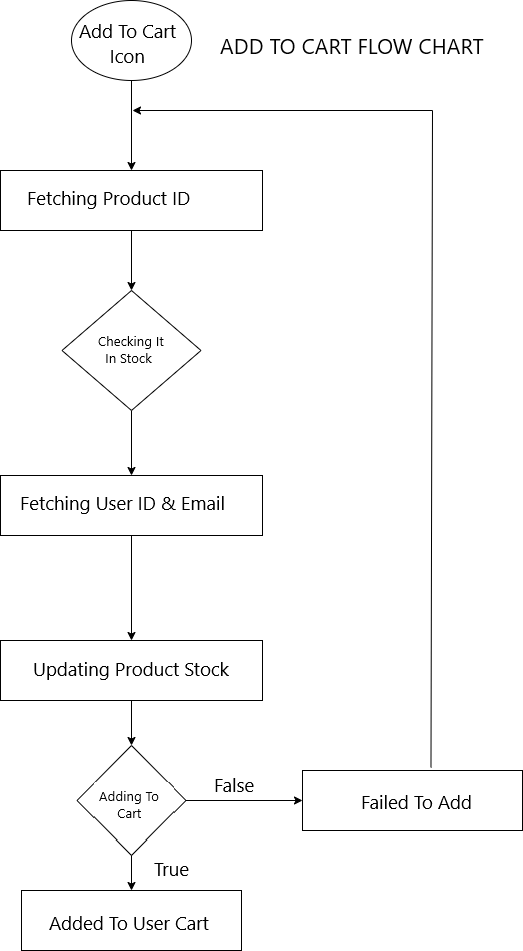 Add To Cart
Icon
ADD TO CART FLOW CHART
Fetching Product ID
Checking It
In Stock
Fetching User ID & Email
Updating Product Stock
Adding To
Cart
False
Failed To Add
True
Added To User Cart